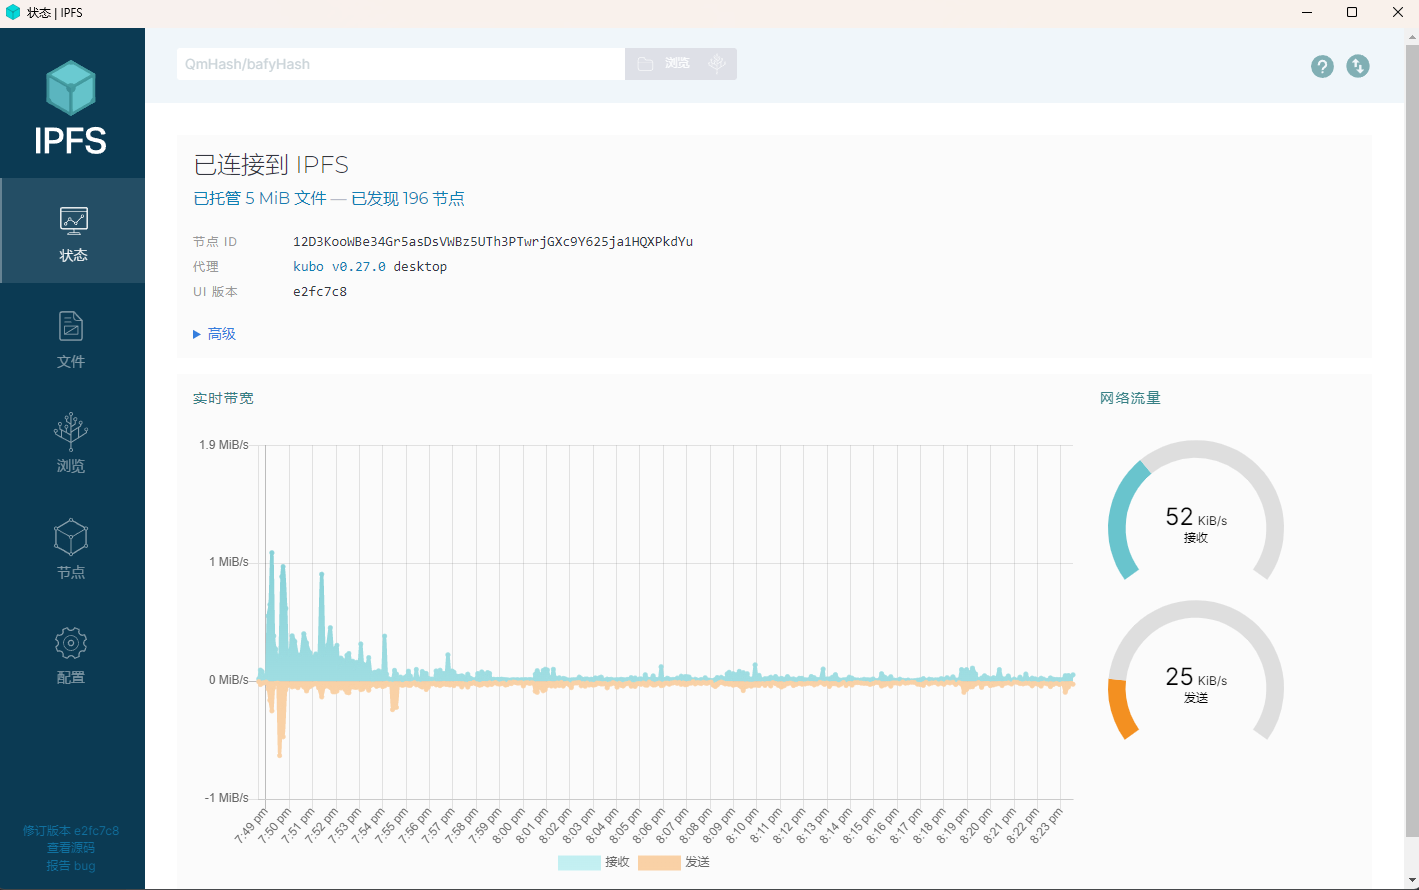 状态 | IPFS
QmHash/bafyHash
浏览
IPFS
状态
文件
浏览
节点
配置
修订版本 e2fc7c8
查看源码
报告 bug
已连接到 IPFS
已托管 5 MiB 文件 — 已发现 196 节点
节点 ID 12D3KooWBe34Gr5asDsVWBz5UTh3PTwrjGXc9Y625ja1HQXPkdYu
代理 kubo v0.27.0 desktop
UI 版本 e2fc7c8
▶ 高级
实时带宽
1.9 MiB/s
1 MiB/s
0 MiB/s
-1 MiB/s
7:49 pm
7:50 pm
7:51 pm
7:52 pm
7:53 pm
7:54 pm
7:55 pm
7:56 pm
7:57 pm
7:58 pm
7:59 pm
8:00 pm
8:01 pm
8:02 pm
8:03 pm
8:04 pm
8:05 pm
8:06 pm
8:07 pm
8:08 pm
8:09 pm
8:10 pm
8:11 pm
8:12 pm
8:13 pm
8:14 pm
8:15 pm
8:16 pm
8:17 pm
8:18 pm
8:19 pm
8:20 pm
8:21 pm
8:22 pm
8:23 pm
接收 发送
网络流量
52 KiB/s
接收
25 KiB/s
发送